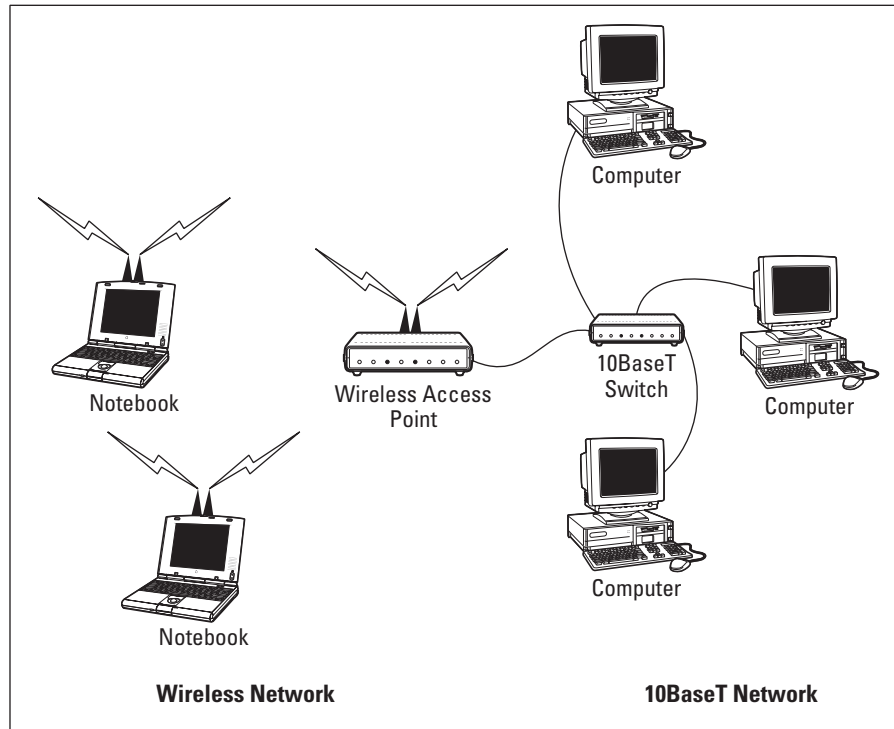 Computer
Notebook
Wireless Access
Point
10BaseT
Switch
Computer
Notebook
Computer
Wireless Network
10BaseT Network